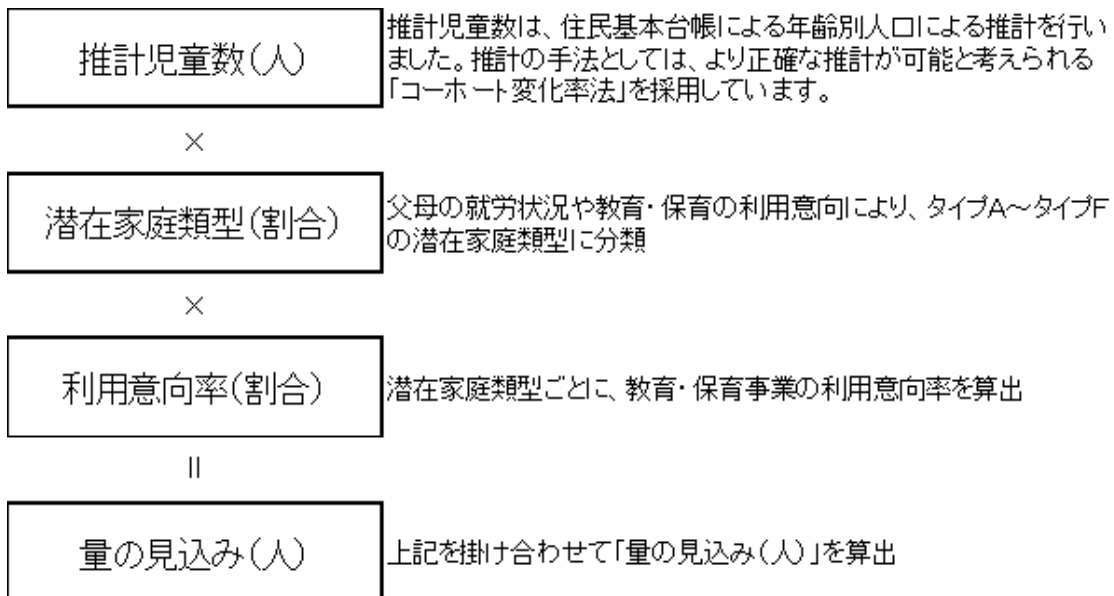 推計児童数(人)
推計児童数は、住民基本台帳による年齢別人口による推計を行い
ました。推計の手法としては、より正確な推計が可能と考えられる
「コーホート変化率法」を採用しています。
×
潜在家庭類型(割合)
父母の就労状況や教育・保育の利用意向により、タイプA～タイプF
の潜在家庭類型に分類
×
利用意向率(割合)
潜在家庭類型ごとに、教育・保育事業の利用意向率を算出
＝
量の見込み(人)
上記を掛け合わせて「量の見込み(人)」を算出